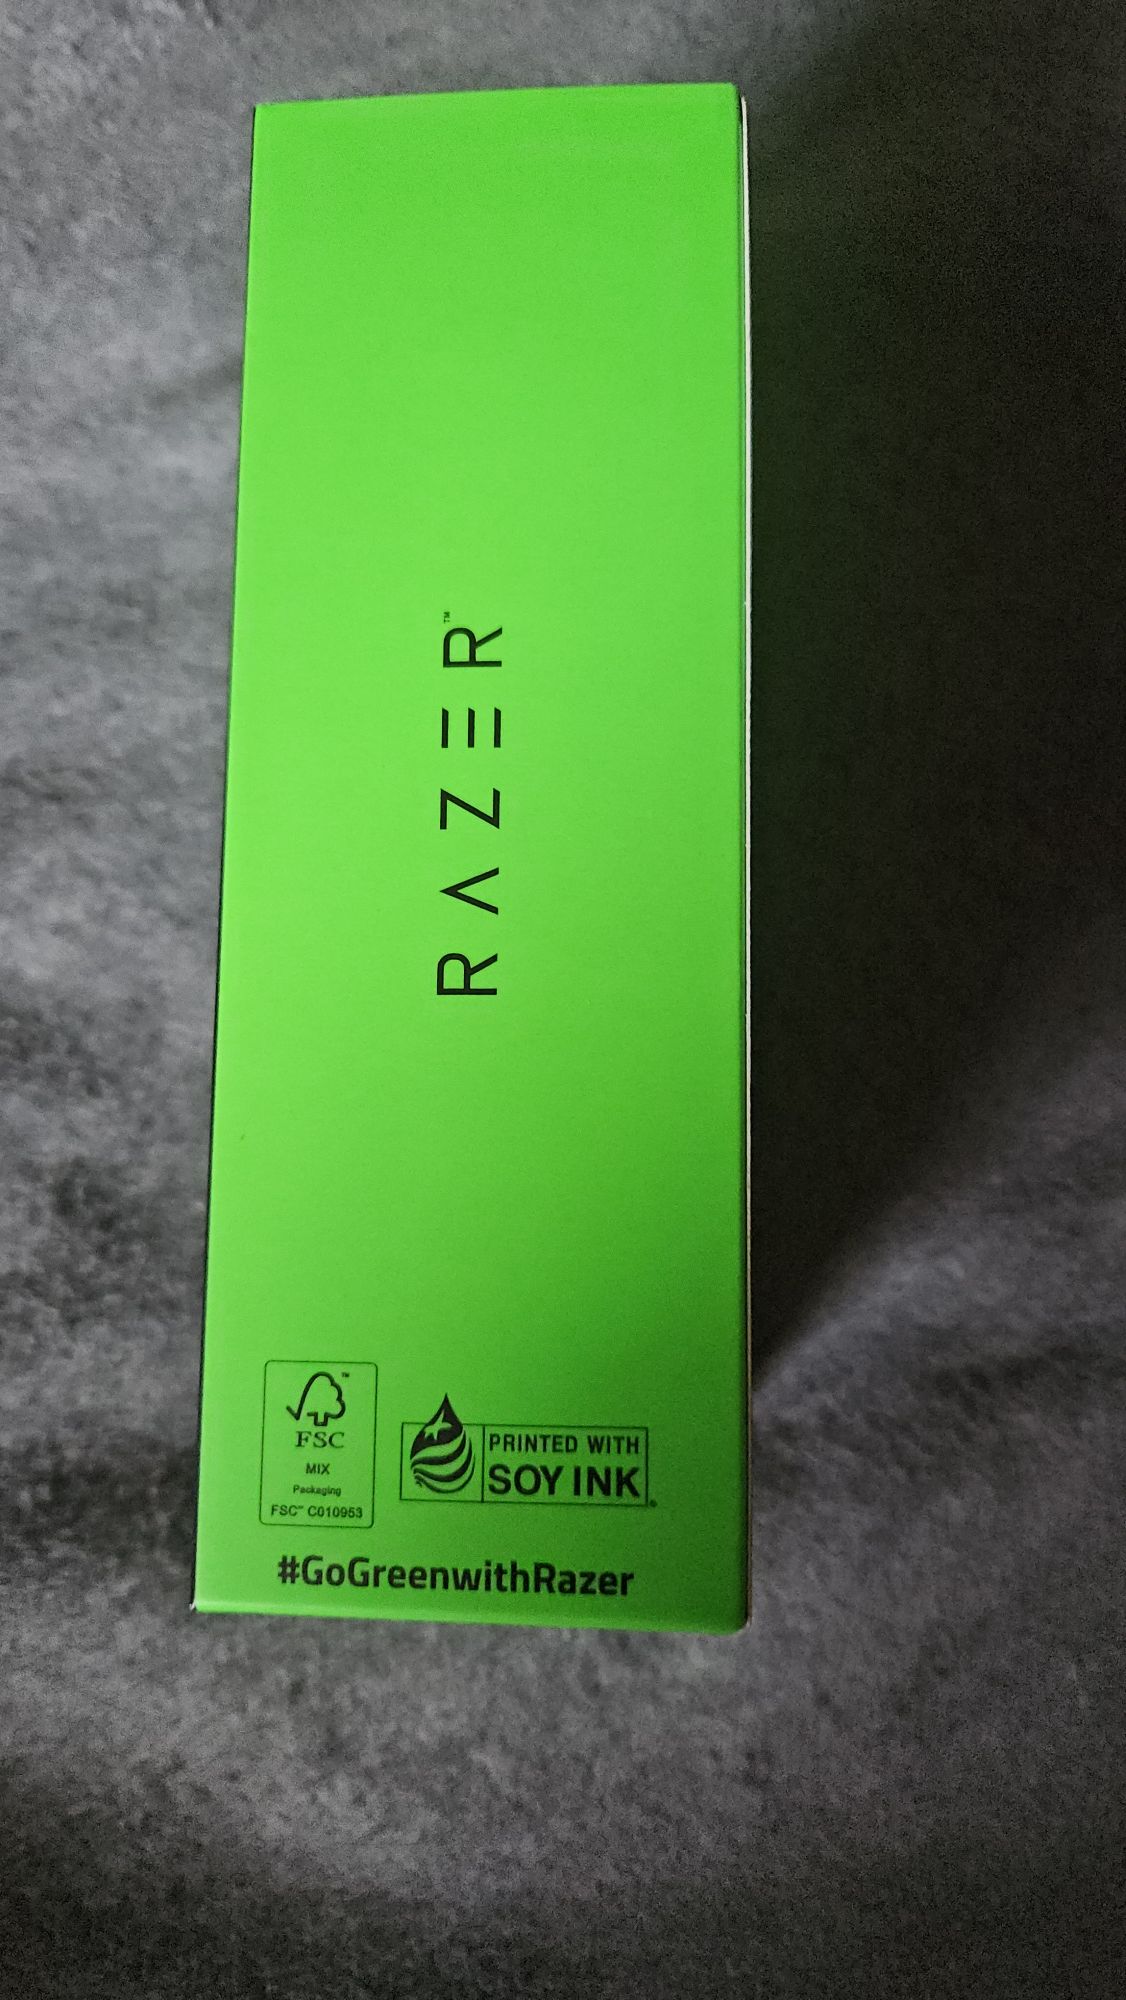 RAZER™
FSC
MIX
Packaging
FSC™ C010953
PRINTED WITH
SOY INK
#GoGreenwithRazer